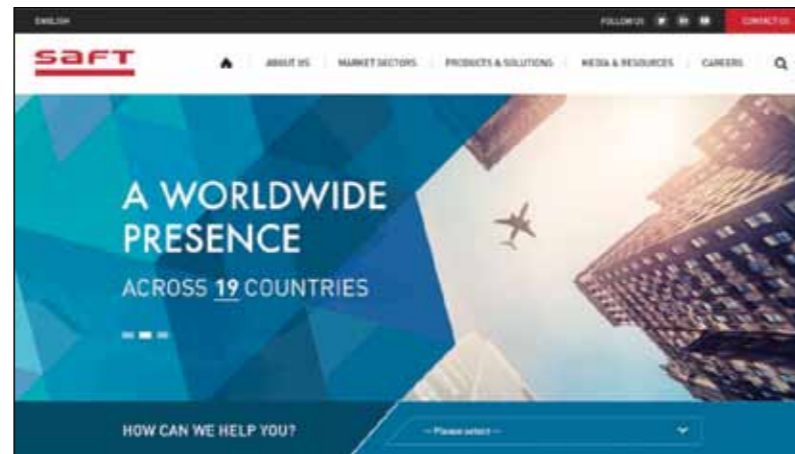 ENGLISH
FOLLOW US
CONTACT US
SAFT
ABOUT US
MARKET SECTORS
PRODUCTS & SOLUTIONS
MEDIA & RESOURCES
CAREERS
A WORLDWIDE
PRESENCE
ACROSS 19 COUNTRIES
HOW CAN WE HELP YOU?
-- Please select --